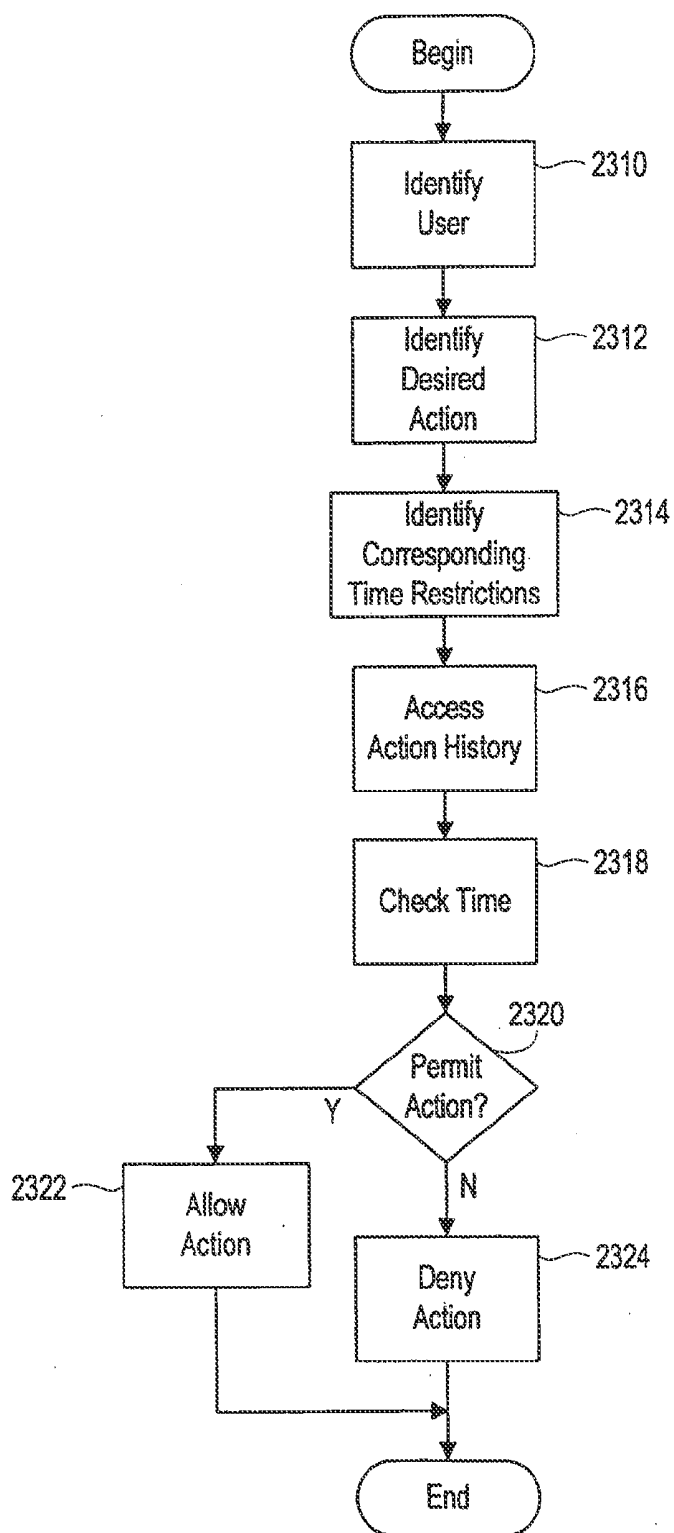 Begin
2310
Identify
User
2312
Identify
Desired
Action
2314
Identify
Corresponding
Time Restrictions
2316
Access
Action History
2318
Check Time
2320
Permit
Action?
Y
N
2322
Allow
Action
2324
Deny
Action
End